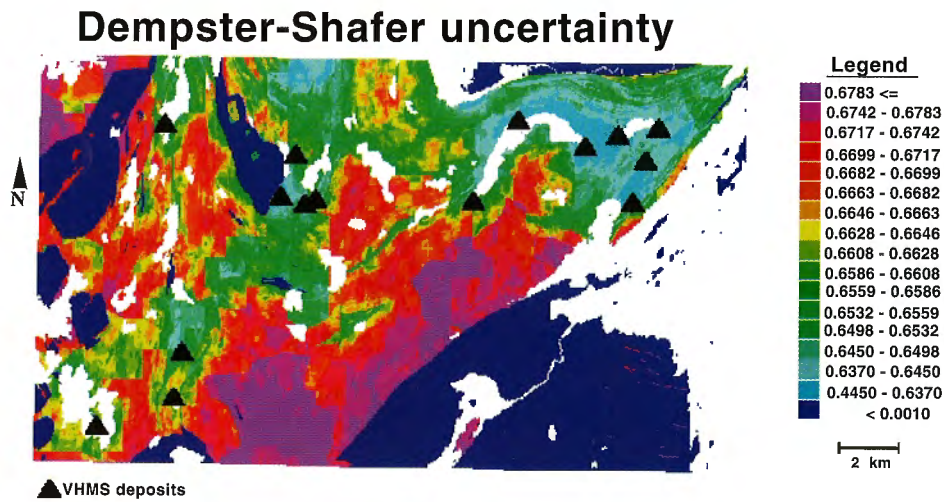 Dempster-Shafer uncertainty
Legend
0.6783 <=
0.6742 - 0.6783
0.6717 - 0.6742
0.6699 - 0.6717
0.6682 - 0.6699
0.6663 - 0.6682
0.6646 - 0.6663
0.6628 - 0.6646
0.6608 - 0.6628
0.6586 - 0.6608
0.6559 - 0.6586
0.6532 - 0.6559
0.6498 - 0.6532
0.6450 - 0.6498
0.6370 - 0.6450
0.4450 - 0.6370
< 0.0010
N
2 km
VHMS deposits